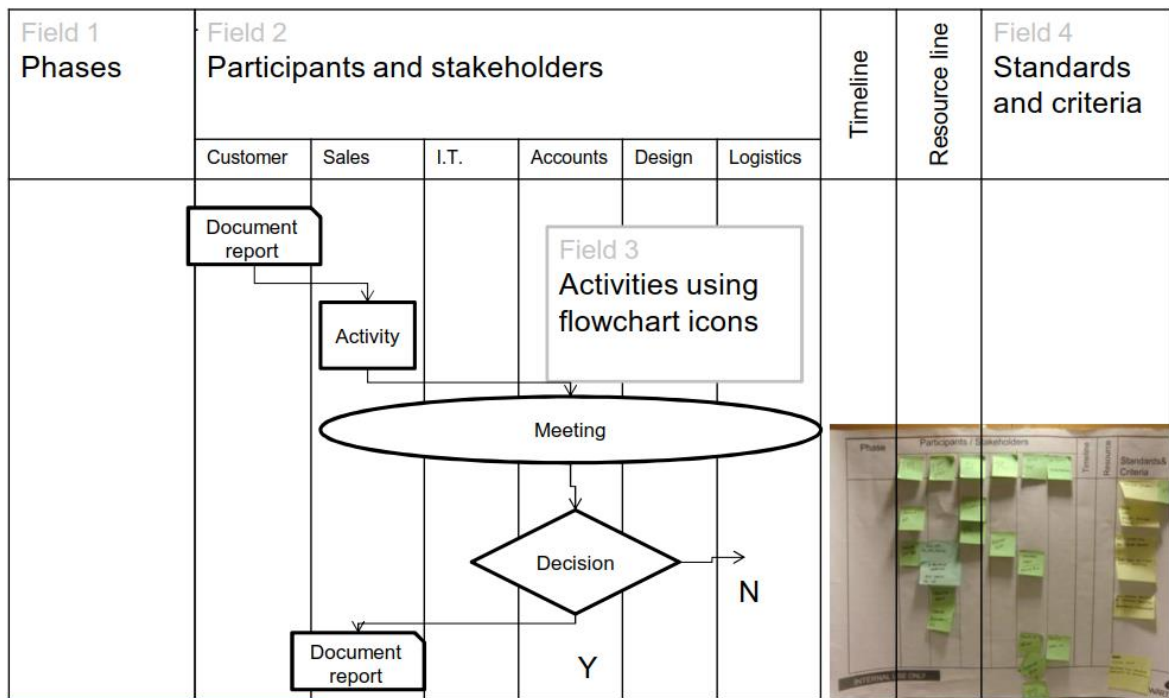 Field 1
Phases
Field 2
Participants and stakeholders
Timeline
Resource line
Field 4
Standards
and criteria
Customer
Sales
I.T.
Accounts
Design
Logistics
Document
report
Field 3
Activities using
flowchart icons
Activity
Meeting
Decision
N
Y
Document
report
Phase
Participants / Stakeholders
Timeline
Resource
Standards&
Criteria
INTERNAL USE ONLY